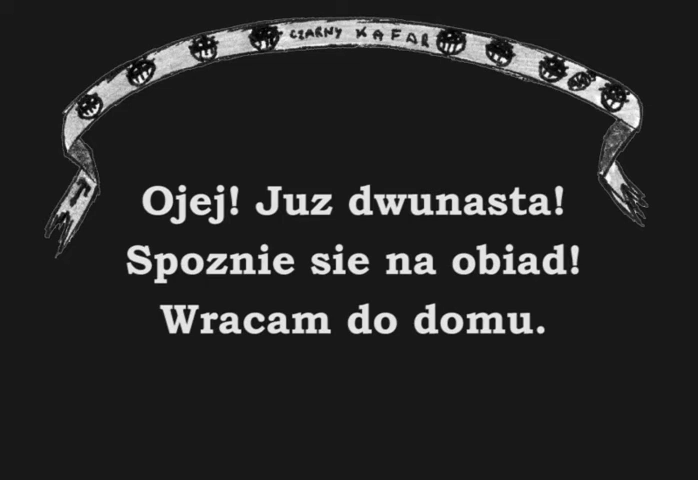 CZARNY KAFAR
Ojej! Juz dwunasta!
Spoznie sie na obiad!
Wracam do domu.